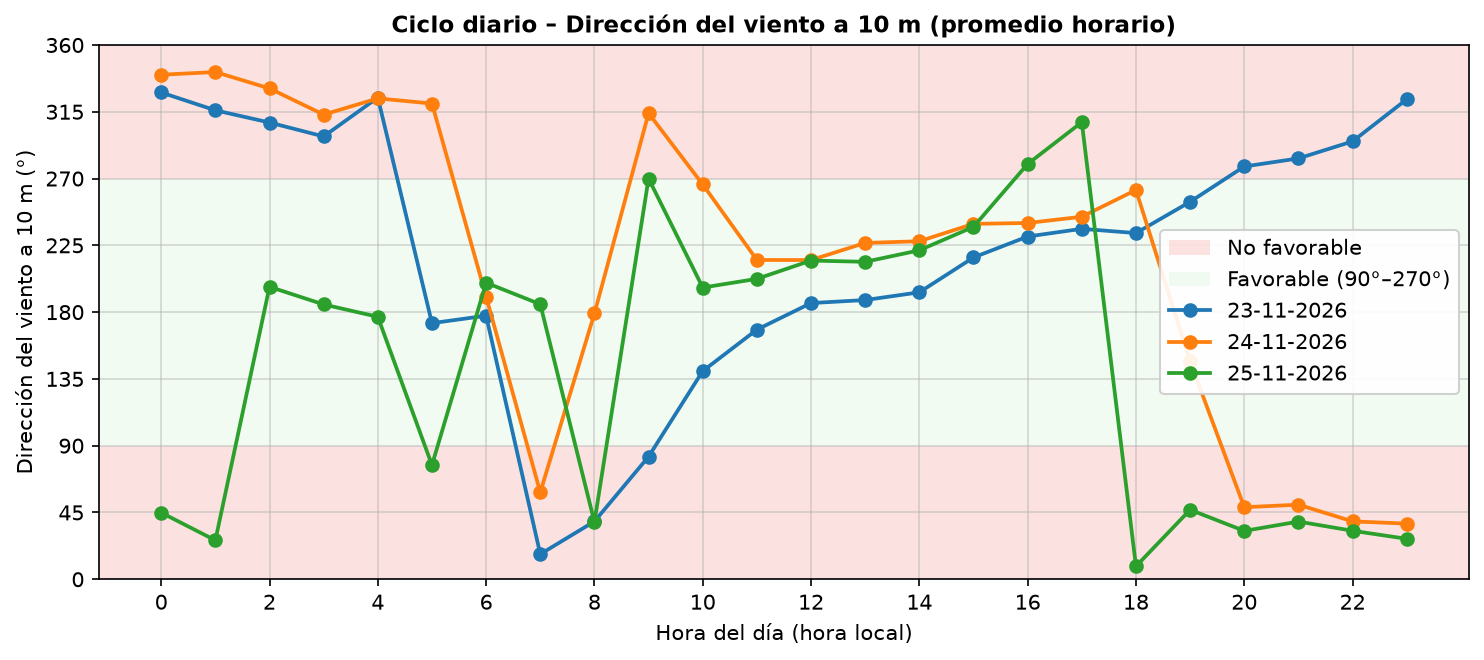 Ciclo diario – Dirección del viento a 10 m (promedio horario)
Dirección del viento a 10 m (°)
360
315
270
225
180
135
90
45
0
No favorable
Favorable (90°–270°)
23-11-2026
24-11-2026
25-11-2026
0 2 4 6 8 10 12 14 16 18 20 22
Hora del día (hora local)